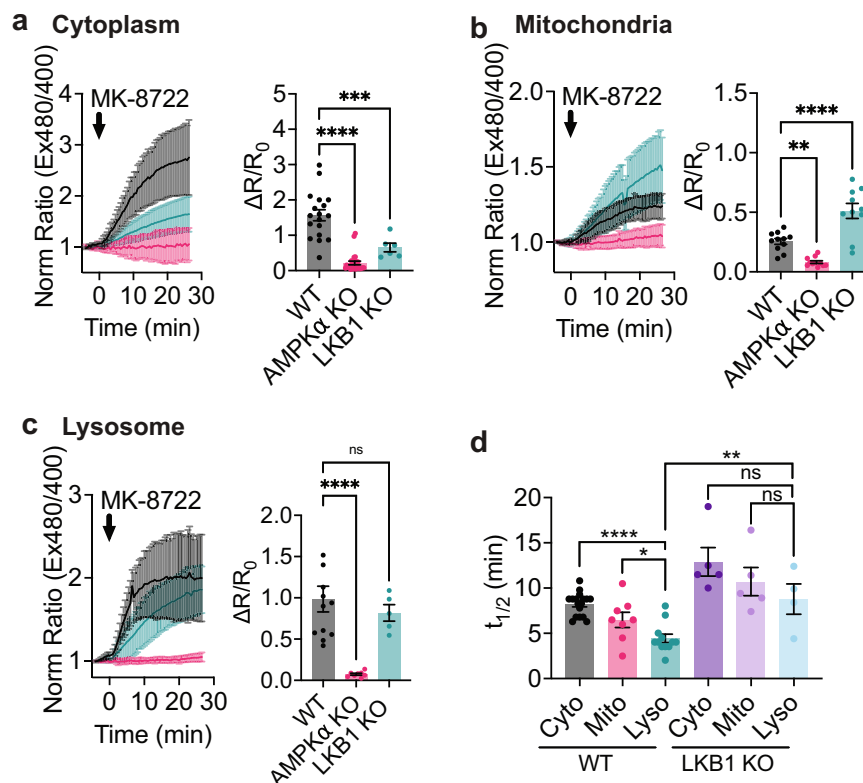 a Cytoplasm
Norm Ratio (Ex480/400)
4
3
2
1
MK-8722
0 10 20 30
Time (min)
ΔR/R0
5
4
3
2
1
0
***
****
WT
AMPKα KO
LKB1 KO
b Mitochondria
Norm Ratio (Ex480/400)
2.0
1.5
1.0
MK-8722
0 10 20 30
Time (min)
ΔR/R0
1.5
1.0
0.5
0.0
****
**
WT
AMPKα KO
LKB1 KO
c Lysosome
Norm Ratio (Ex480/400)
4
3
2
1
MK-8722
0 10 20 30
Time (min)
ΔR/R0
2.0
1.5
1.0
0.5
0.0
ns
****
WT
AMPKα KO
LKB1 KO
d
t1/2 (min)
20
15
10
5
0
**
ns
ns
****
*
Cyto Mito Lyso Cyto Mito Lyso
WT LKB1 KO